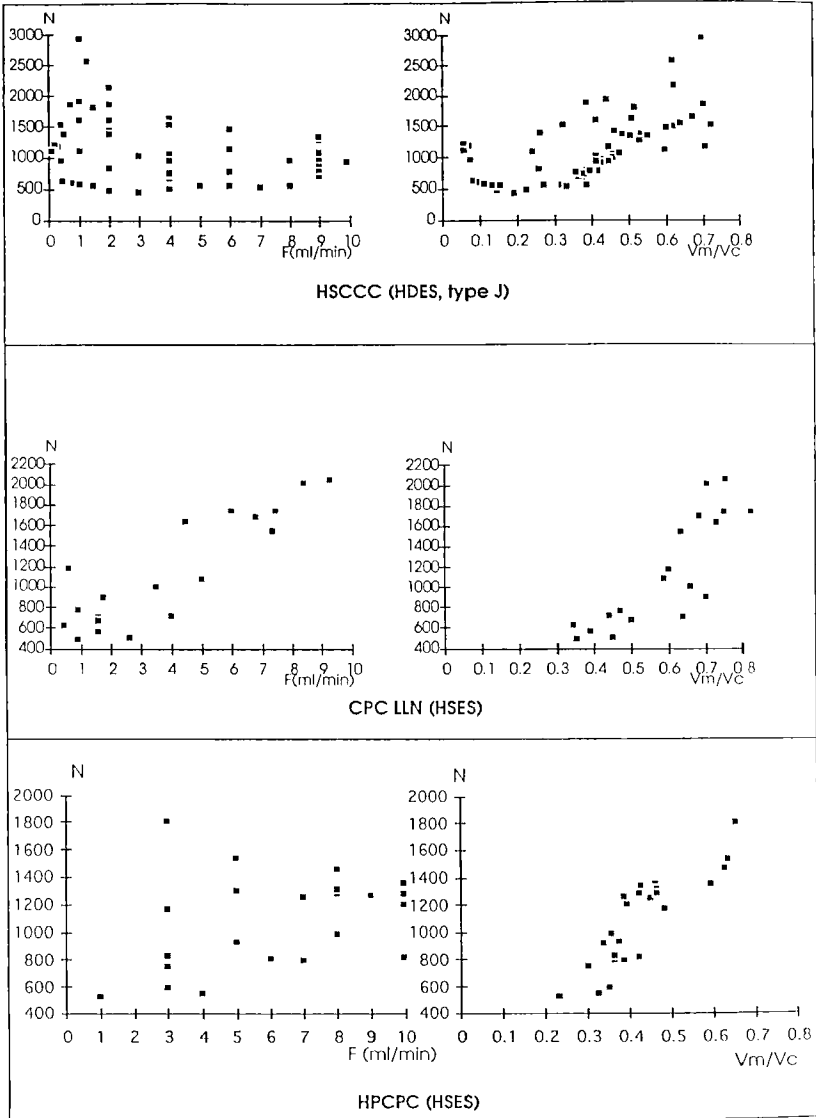 N
3000
2500
2000
1500
1000
500
0
0 1 2 3 4 5 6 7 8 9 10
F(ml/min)
N
3000
2500
2000
1500
1000
500
0
0 0.1 0.2 0.3 0.4 0.5 0.6 0.7 0.8
Vm/Vc
HSCCC (HDES, type J)
N
2200
2000
1800
1600
1400
1200
1000
800
600
400
0 1 2 3 4 5 6 7 8 9 10
F(ml/min)
N
2200
2000
1800
1600
1400
1200
1000
800
600
400
0 0.1 0.2 0.3 0.4 0.5 0.6 0.7 0.8
Vm/Vc
CPC LLN (HSES)
N
2000
1800
1600
1400
1200
1000
800
600
400
0 1 2 3 4 5 6 7 8 9 10
F (ml/min)
N
2000
1800
1600
1400
1200
1000
800
600
400
0 0.1 0.2 0.3 0.4 0.5 0.6 0.7 0.8
Vm/Vc
HPCPC (HSES)